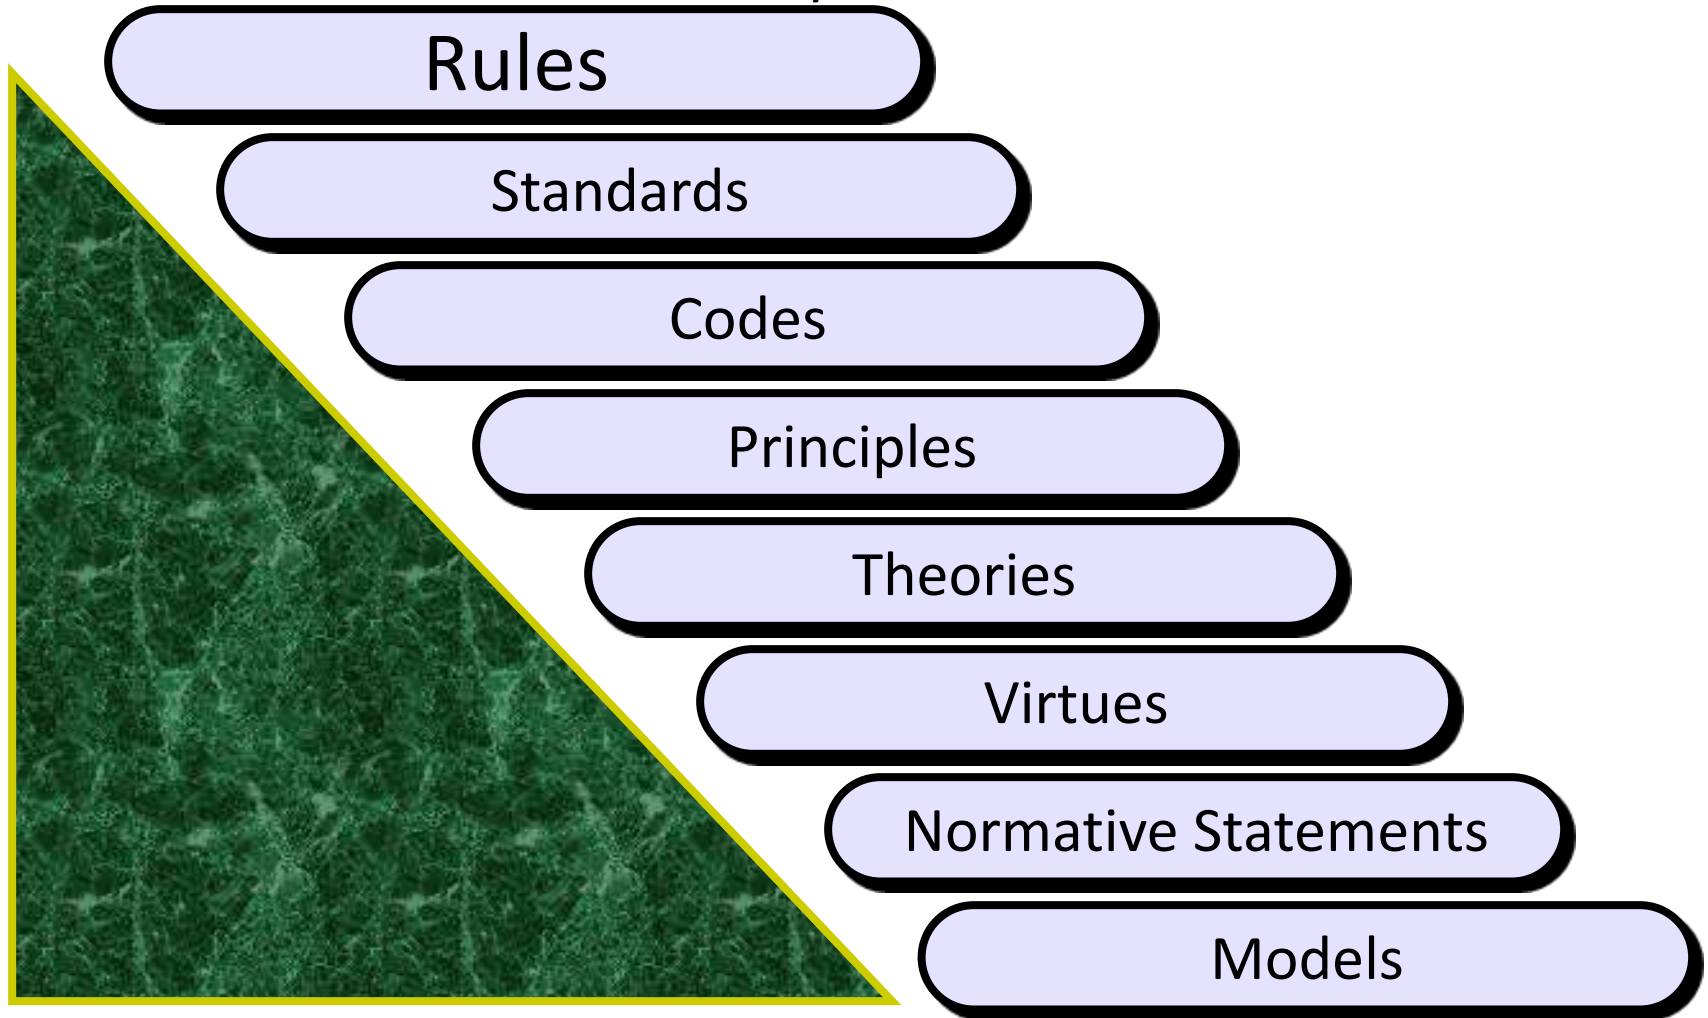 Rules
Standards
Codes
Principles
Theories
Virtues
Normative Statements
Models